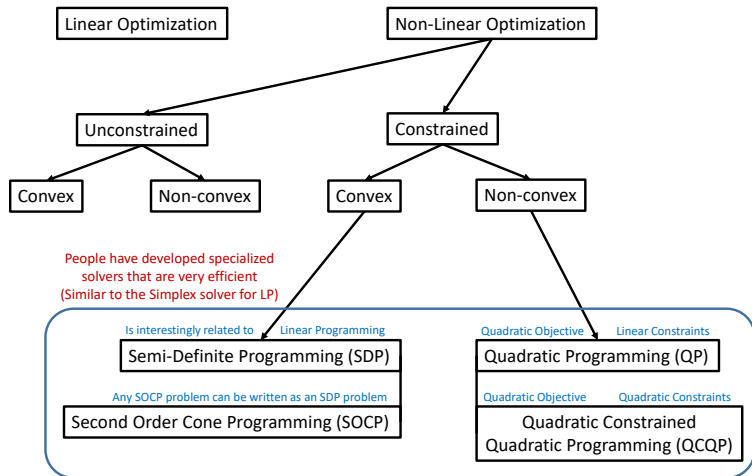 Linear Optimization
Non-Linear Optimization
Unconstrained
Constrained
Convex
Non-convex
Convex
Non-convex
People have developed specialized
solvers that are very efficient
(Similar to the Simplex solver for LP)
Is interestingly related to Linear Programming
Semi-Definite Programming (SDP)
Quadratic Objective Linear Constraints
Quadratic Programming (QP)
Any SOCP problem can be written as an SDP problem
Second Order Cone Programming (SOCP)
Quadratic Objective Quadratic Constraints
Quadratic Constrained
Quadratic Programming (QCQP)